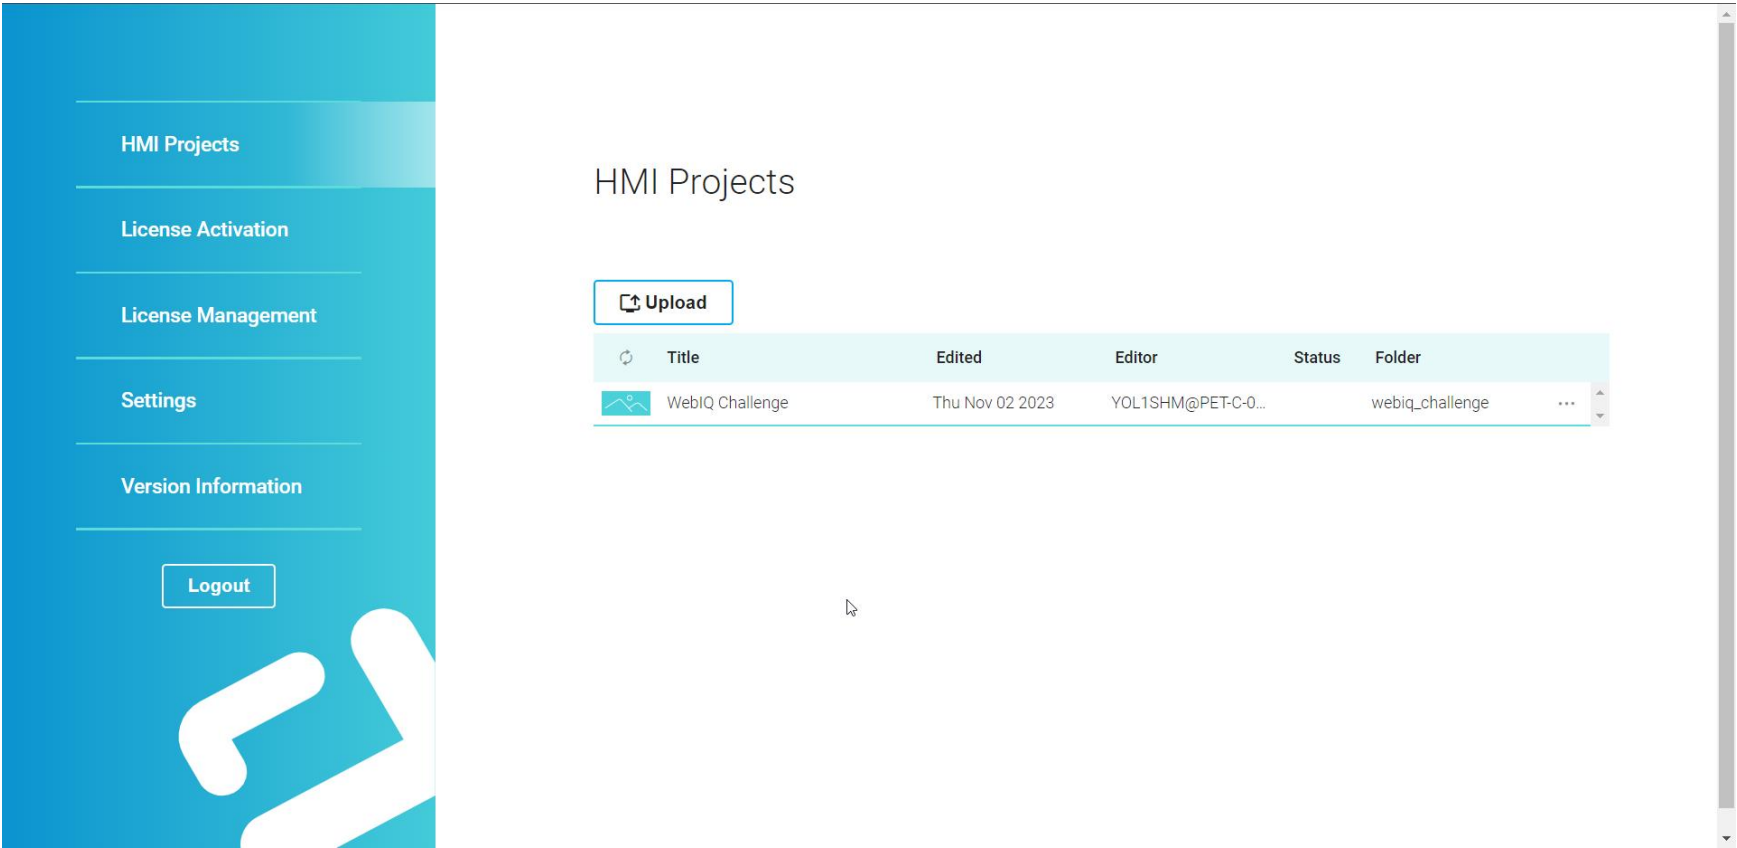 HMI Projects
License Activation
License Management
Settings
Version Information
Logout
HMI Projects
Upload
Title Edited Editor Status Folder
WebIQ Challenge Thu Nov 02 2023 YOL1SHM@PET-C-0... webiq_challenge ...